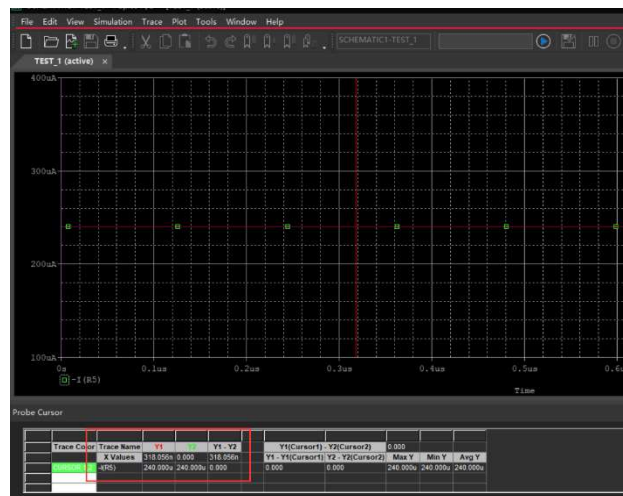 File Edit View Simulation Trace Plot Tools Window Help
SCHEMATIC1-TEST_1
TEST_1 (active) ×
400uA
300uA
200uA
100uA
0s 0.1us 0.2us 0.3us 0.4us 0.5us
-I(R5)
Time
Probe Cursor
Trace Color Trace Name Y1 Y2 Y1 - Y2 Y1(Cursor1) - Y2(Cursor2) 0.000
X Values 318.056n 0.000 318.056n Y1 - Y1(Cursor1) Y2 - Y2(Cursor2) Max Y Min Y Avg Y
CURSOR 1,2 -I(R5) 240.000u 240.000u 0.000 0.000 0.000 240.000u 240.000u 240.000u